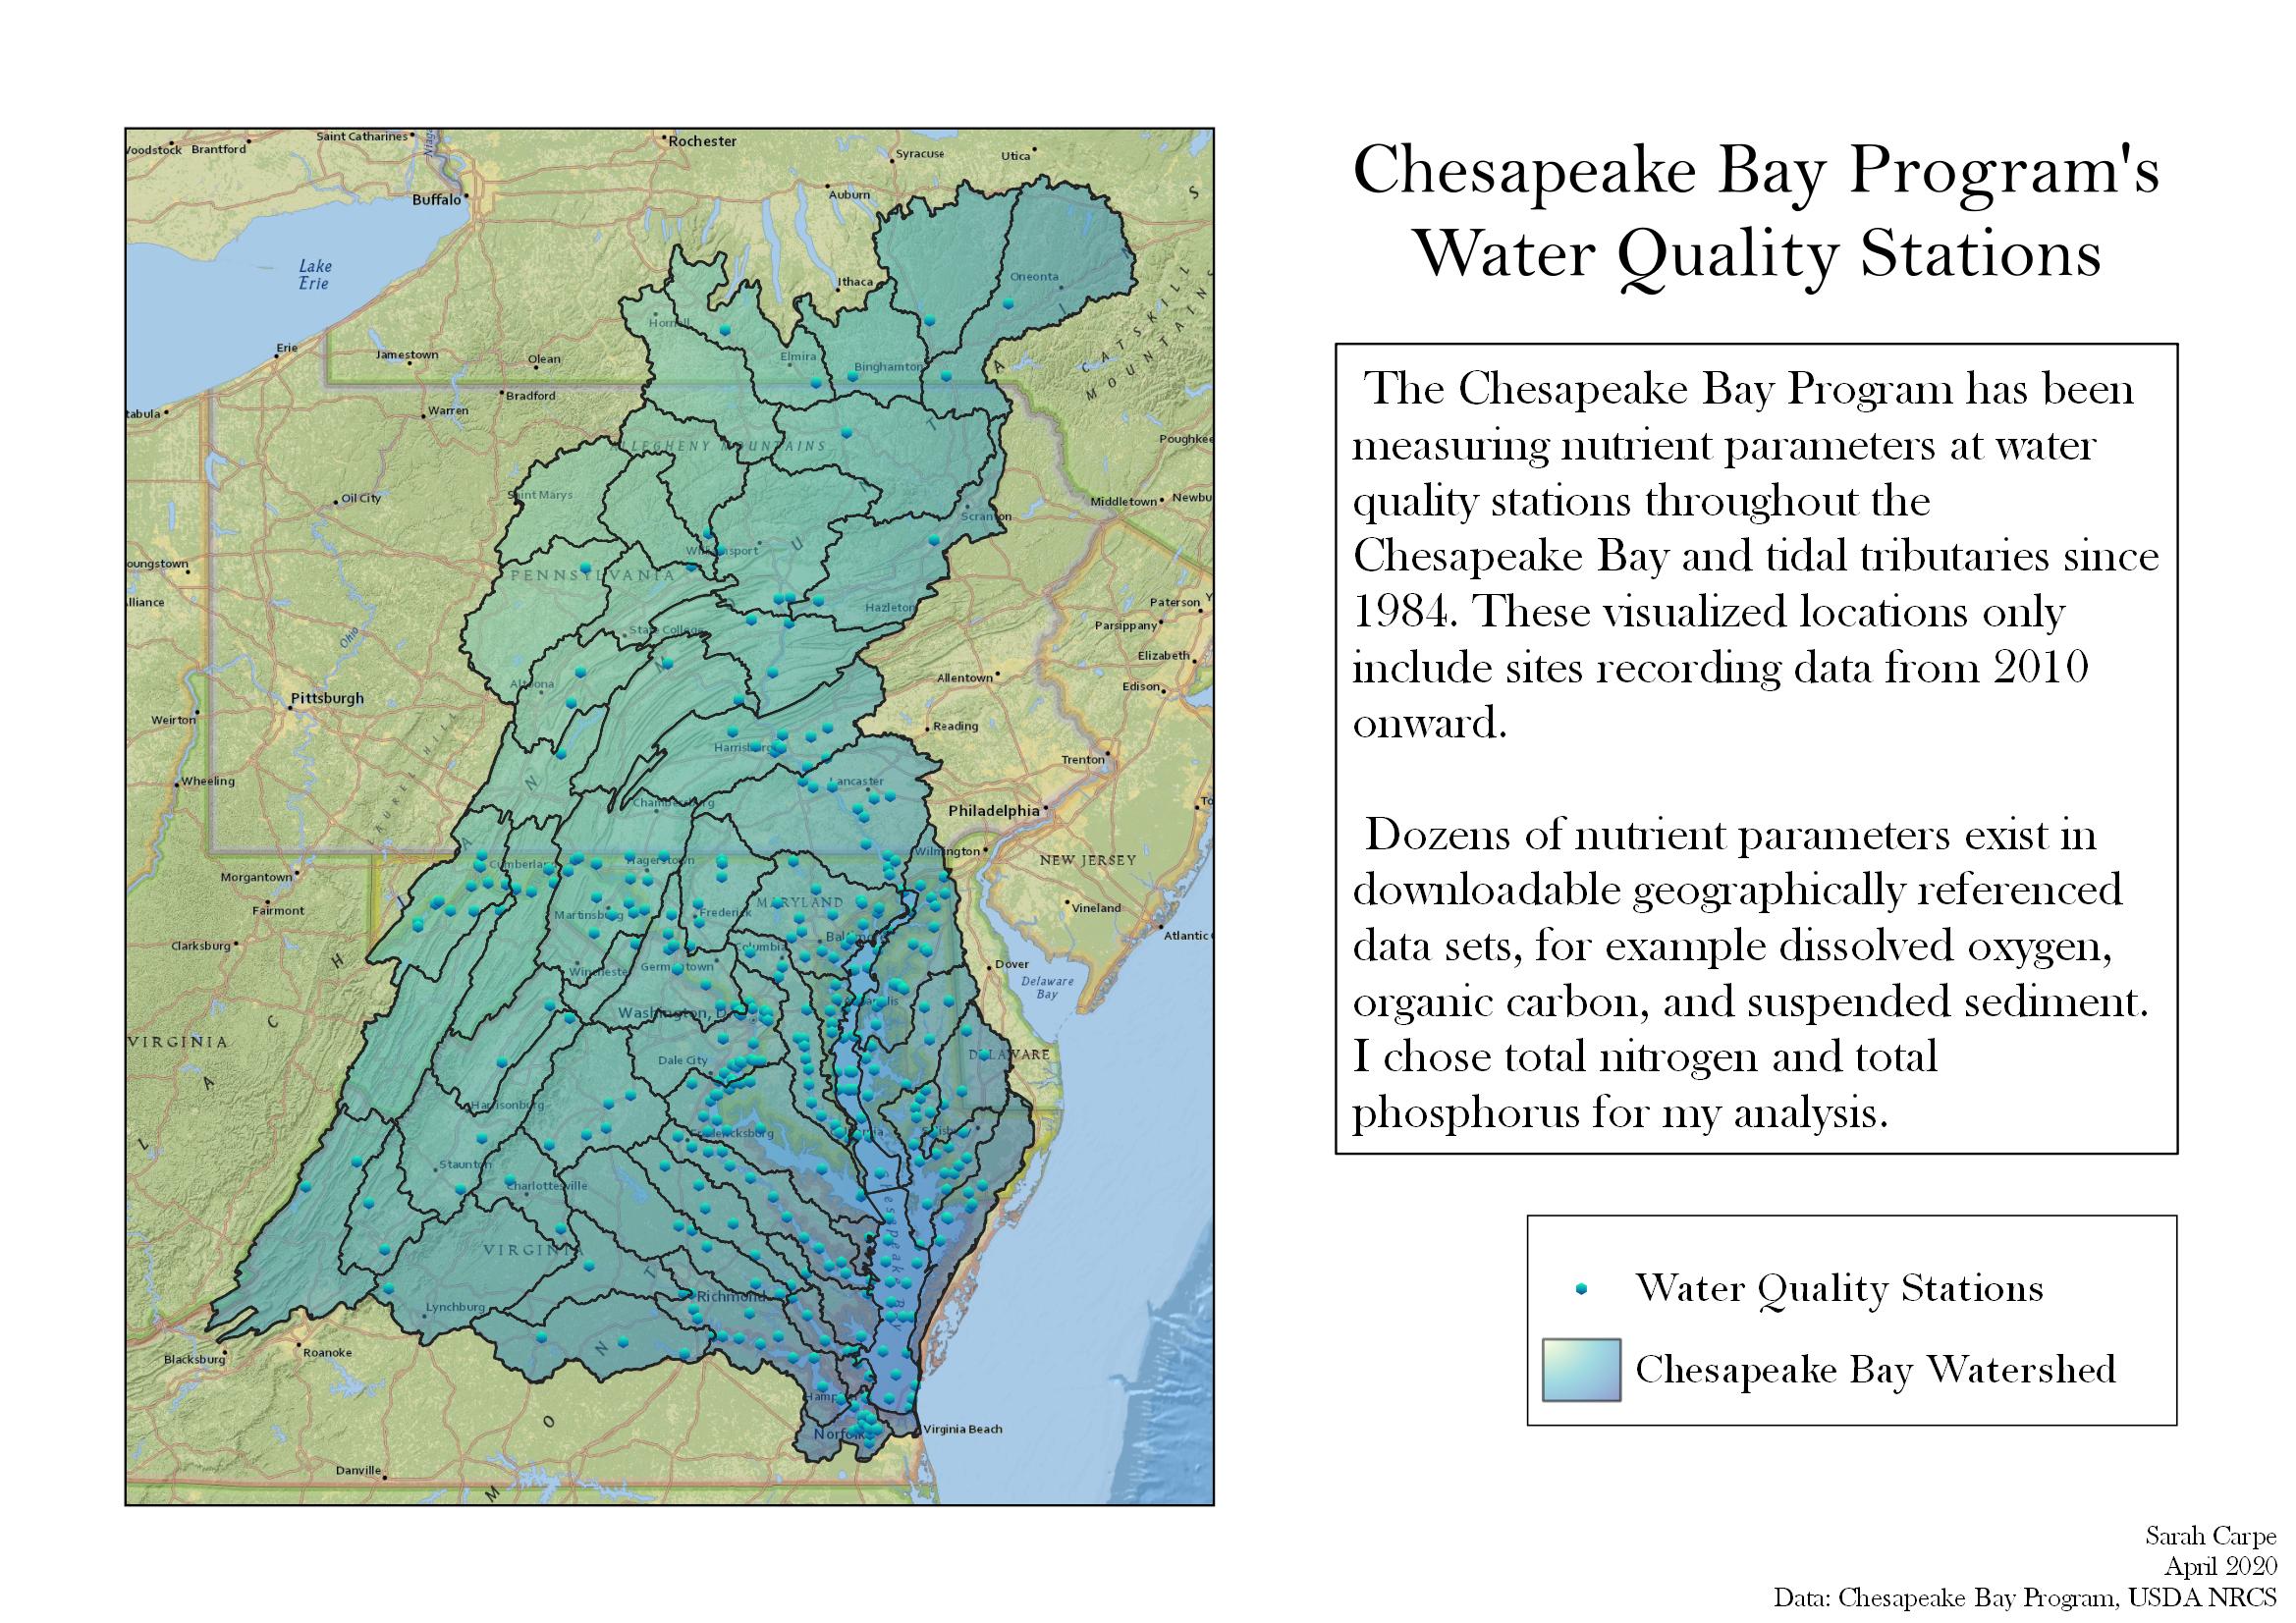 Chesapeake Bay Program's
Water Quality Stations
The Chesapeake Bay Program has been
measuring nutrient parameters at water
quality stations throughout the
Chesapeake Bay and tidal tributaries since
1984. These visualized locations only
include sites recording data from 2010
onward.
Dozens of nutrient parameters exist in
downloadable geographically referenced
data sets, for example dissolved oxygen,
organic carbon, and suspended sediment.
I chose total nitrogen and total
phosphorus for my analysis.
Water Quality Stations
Chesapeake Bay Watershed
Sarah Carpe
April 2020
Data: Chesapeake Bay Program, USDA NRCS
Saint Catharines
Rochester
Brantford
Syracuse
Utica
Buffalo
Auburn
Lake
Erie
Ithaca
Oneonta
CATSKILL
MOUNTAINS
Hornell
Erie
Jamestown
Olean
Elmira
Binghamton
Bradford
Warren
ALLEGHENY MOUNTAINS
Saint Marys
Oil City
Middletown
Scranton
Williamsport
PENNSYLVANIA
Hazleton
Paterson
Parsippany
State College
Ohio
Elizabeth
Allentown
Edison
Altoona
Pittsburgh
Weirton
Reading
Harrisburg
Trenton
Wheeling
LAUREL HILL
Lancaster
Chambersburg
Philadelphia
Wilmington
NEW JERSEY
Cumberland
Hagerstown
Morgantown
Fairmont
Martinsburg
Frederick
MARYLAND
Vineland
Clarksburg
Columbia
Baltimore
Atlantic
Winchester
Germantown
Dover
Delaware
Bay
Annapolis
Washington, D
VIRGINIA
Dale City
DELAWARE
Harrisonburg
Fredericksburg
Staunton
Charlottesville
Chesapeake Bay
VIRGINIA
Richmond
Lynchburg
Blacksburg
Roanoke
Norfolk
Virginia Beach
Danville